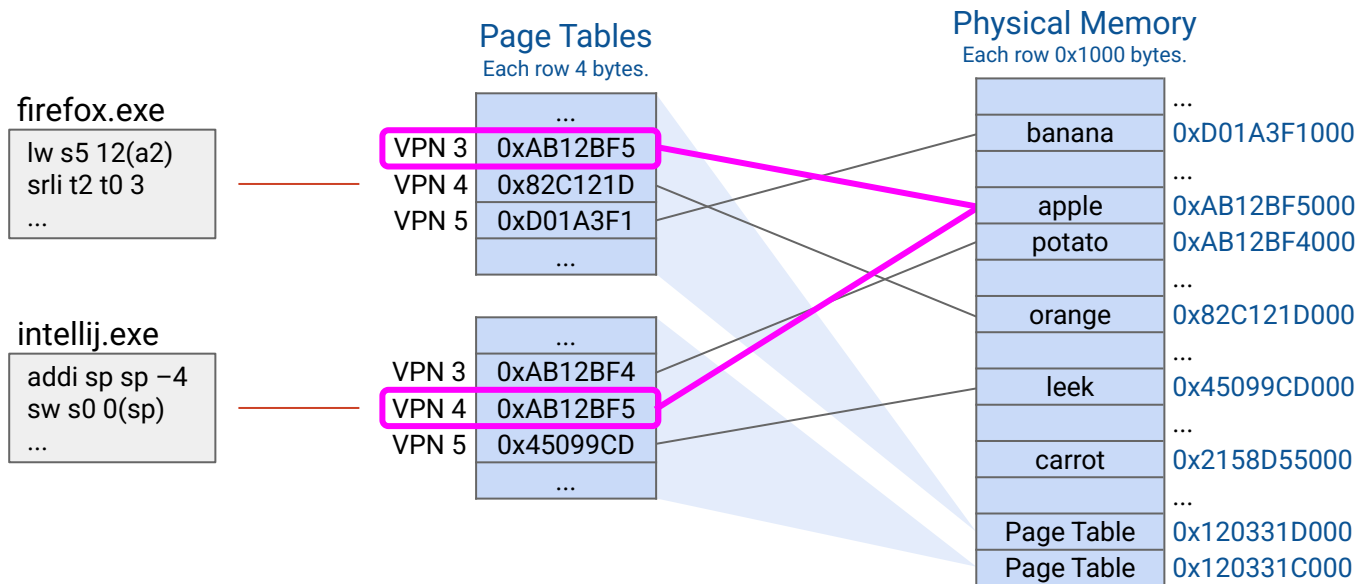 Page Tables
Each row 4 bytes.
Physical Memory
Each row 0x1000 bytes.
firefox.exe
lw s5 12(a2)
srli t2 t0 3
...
...
VPN 3 0xAB12BF5
VPN 4 0x82C121D
VPN 5 0xD01A3F1
...
intellij.exe
addi sp sp −4
sw s0 0(sp)
...
...
VPN 3 0xAB12BF4
VPN 4 0xAB12BF5
VPN 5 0x45099CD
...
...
banana 0xD01A3F1000
...
apple 0xAB12BF5000
potato 0xAB12BF4000
...
orange 0x82C121D000
...
leek 0x45099CD000
...
carrot 0x2158D55000
...
Page Table 0x120331D000
Page Table 0x120331C000